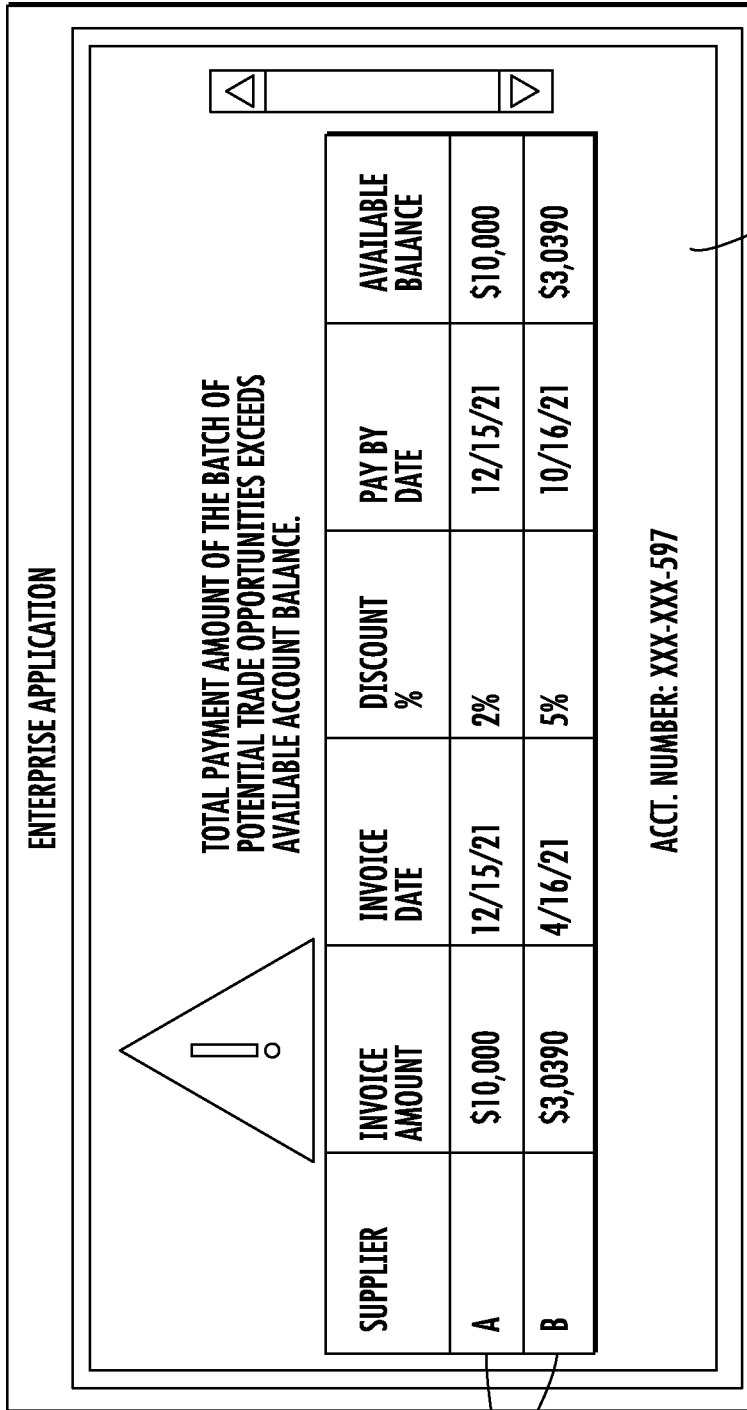 ENTERPRISE APPLICATION
!
TOTAL PAYMENT AMOUNT OF THE BATCH OF
POTENTIAL TRADE OPPORTUNITIES EXCEEDS
AVAILABLE ACCOUNT BALANCE.
SUPPLIER INVOICE AMOUNT INVOICE DATE DISCOUNT % PAY BY DATE AVAILABLE BALANCE
A $10,000 12/15/21 2% 12/15/21 $10,000
B $3,0390 4/16/21 5% 10/16/21 $3,0390
ACCT. NUMBER: XXX-XXX-597